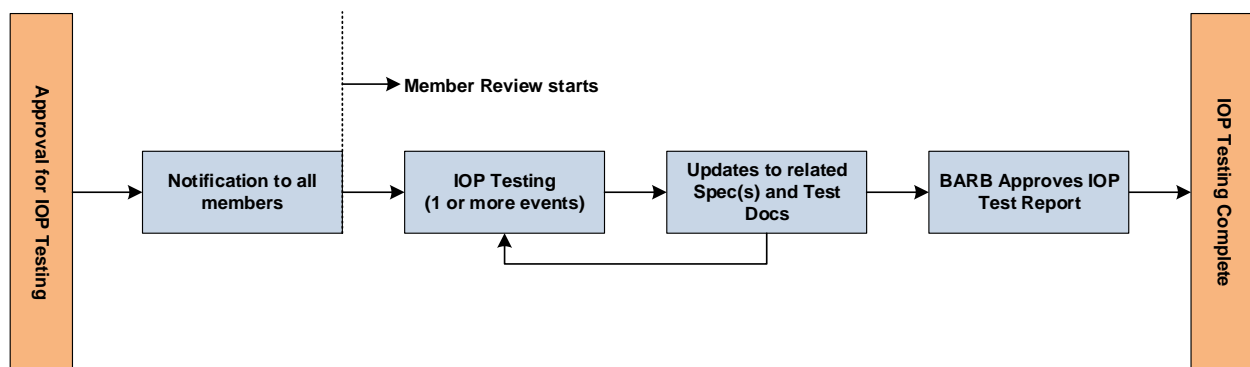 Approval for IOP Testing
Member Review starts
Notification to all
members
IOP Testing
(1 or more events)
Updates to related
Spec(s) and Test
Docs
BARB Approves IOP
Test Report
IOP Testing Complete